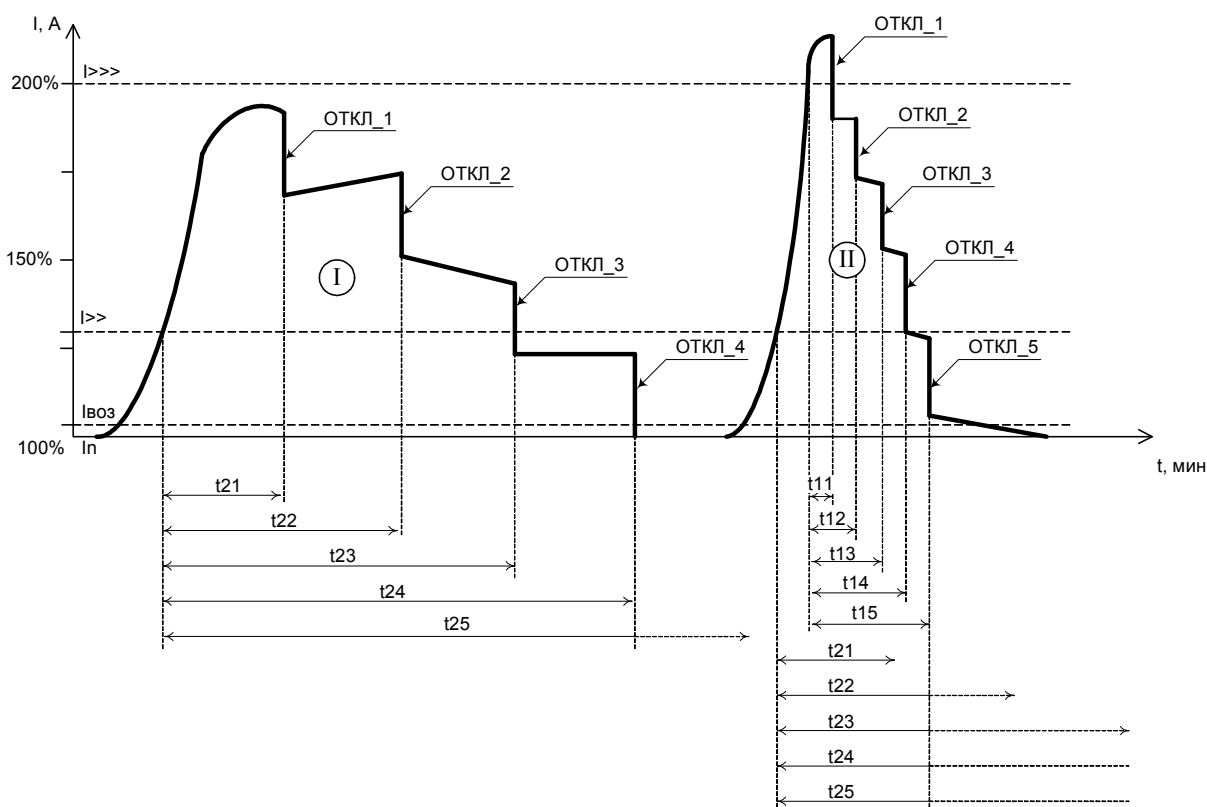 I, А
ОТКЛ_1
I>>>
200%
ОТКЛ_1
ОТКЛ_2
ОТКЛ_2
ОТКЛ_3
150%
I
II
ОТКЛ_4
ОТКЛ_3
I>>
ОТКЛ_4
ОТКЛ_5
Iвоз
100%
In
t, мин
t21
t11
t22
t12
t23
t13
t24
t14
t25
t15
t21
t22
t23
t24
t25